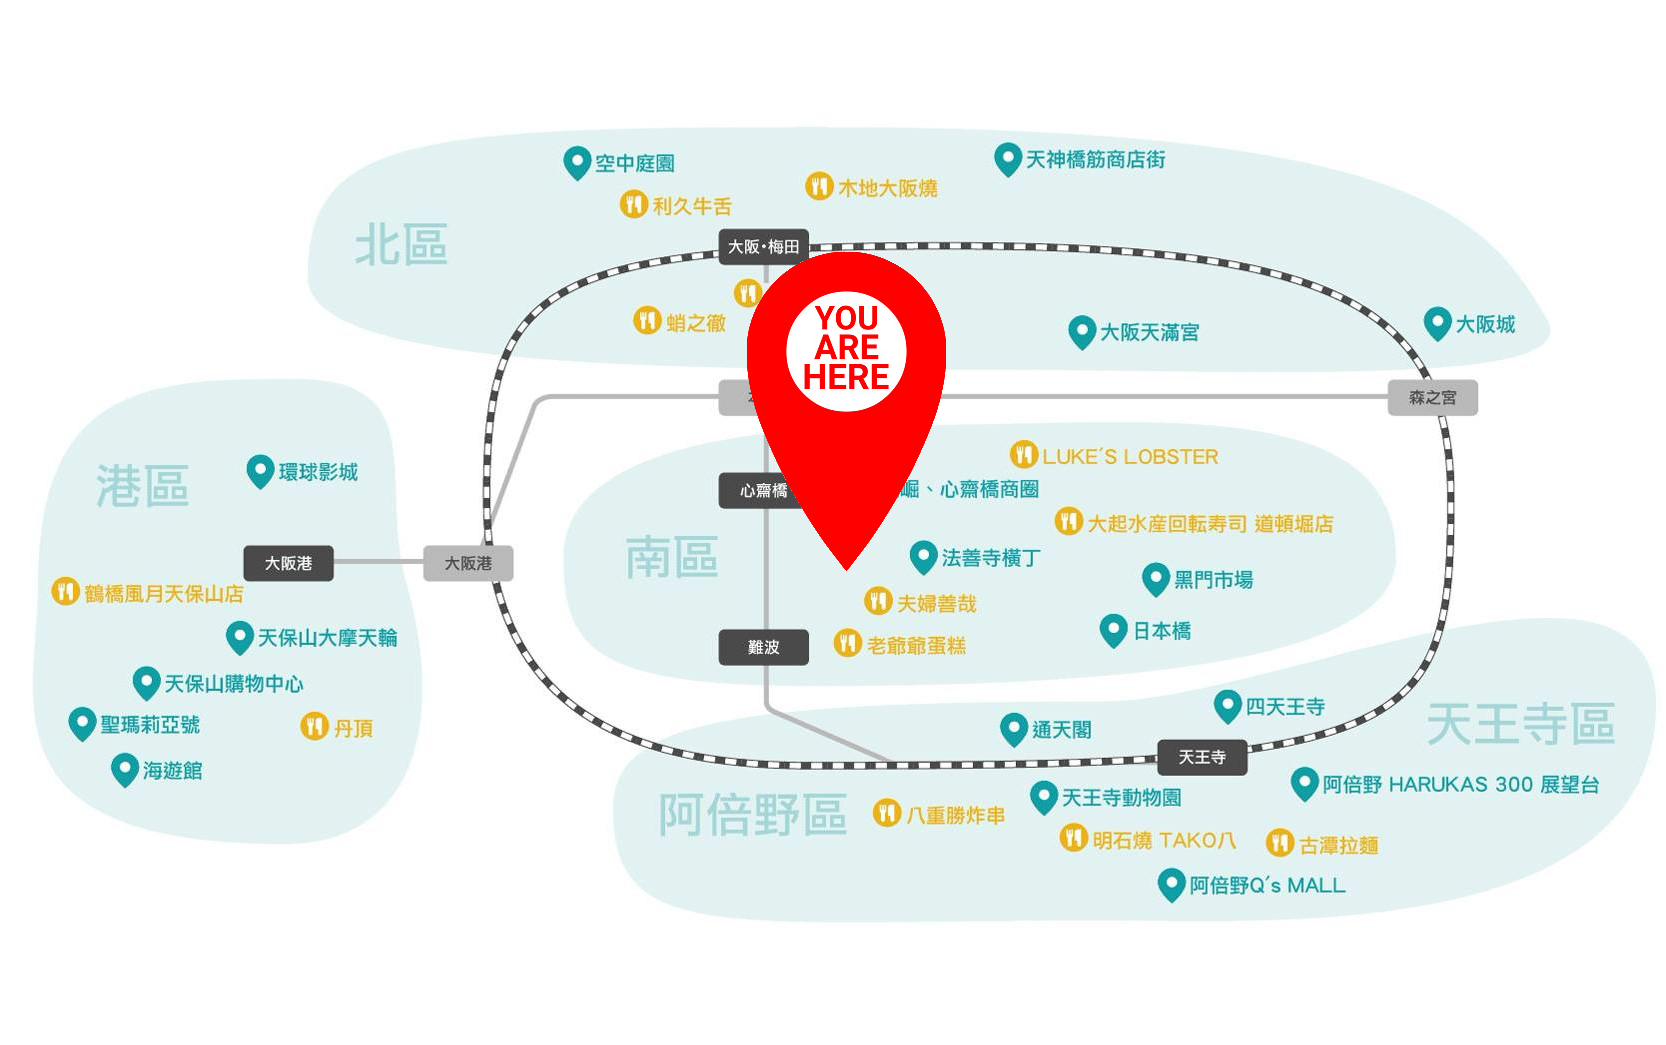 空中庭園
天神橋筋商店街
木地大阪燒
利久牛舌
北區
大阪·梅田
蛸之徹
YOU
ARE
HERE
大阪天滿宮
大阪城
森之宮
港區
環球影城
LUKE´S LOBSTER
心齋橋
崛、心齋橋商圈
大起水産回転寿司 道頓堀店
南區
法善寺橫丁
黑門市場
大阪港
大阪港
鶴橋風月天保山店
夫婦善哉
日本橋
天保山大摩天輪
難波
老爺爺蛋糕
天保山購物中心
聖瑪莉亞號
丹頂
海遊館
四天王寺
天王寺區
通天閣
天王寺
阿倍野 HARUKAS 300 展望台
阿倍野區
八重勝炸串
天王寺動物園
明石燒 TAKO八
古潭拉麵
阿倍野Q´s MALL